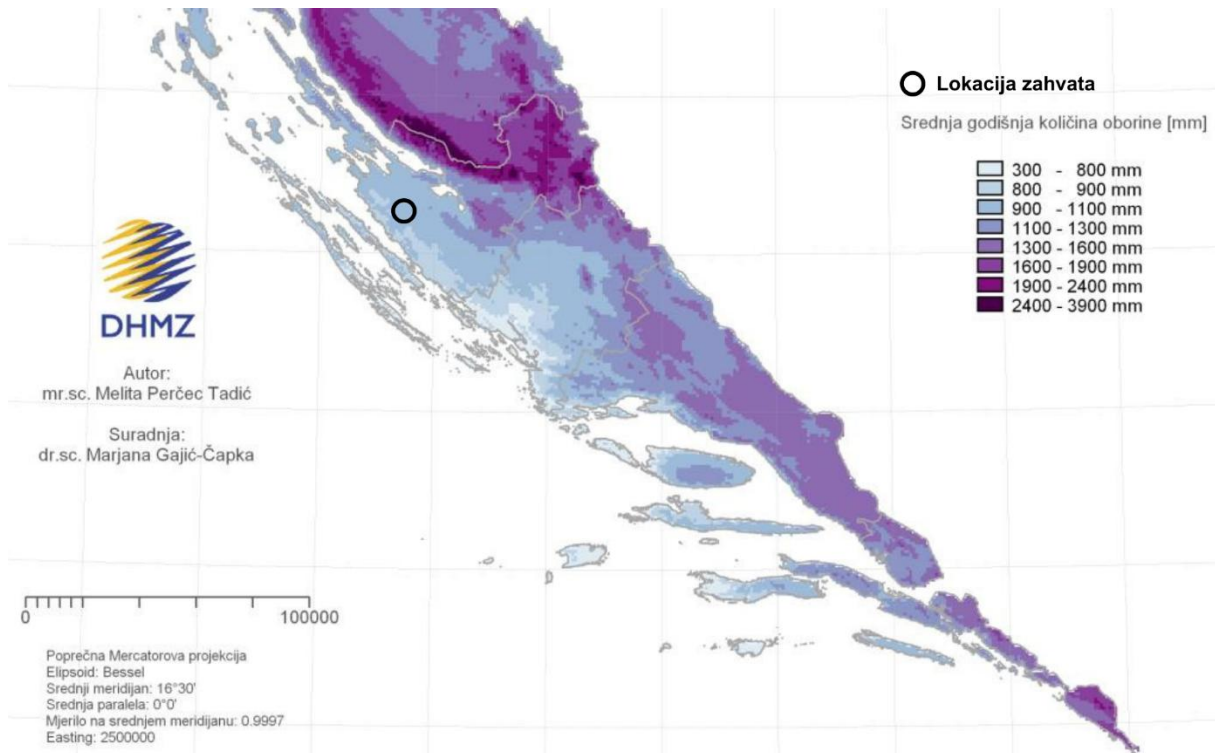 Lokacija zahvata
Srednja godišnja količina oborine [mm]
300 - 800 mm
800 - 900 mm
900 - 1100 mm
1100 - 1300 mm
1300 - 1600 mm
1600 - 1900 mm
1900 - 2400 mm
2400 - 3900 mm
DHMZ
Autor:
mr.sc. Melita Perčec Tadić
Suradnja:
dr.sc. Marjana Gajić-Čapka
0 100000
Poprečna Mercatorova projekcija
Elipsoid: Bessel
Srednji meridijan: 16°30'
Srednja paralela: 0°0'
Mjerilo na srednjem meridijanu: 0.9997
Easting: 2500000